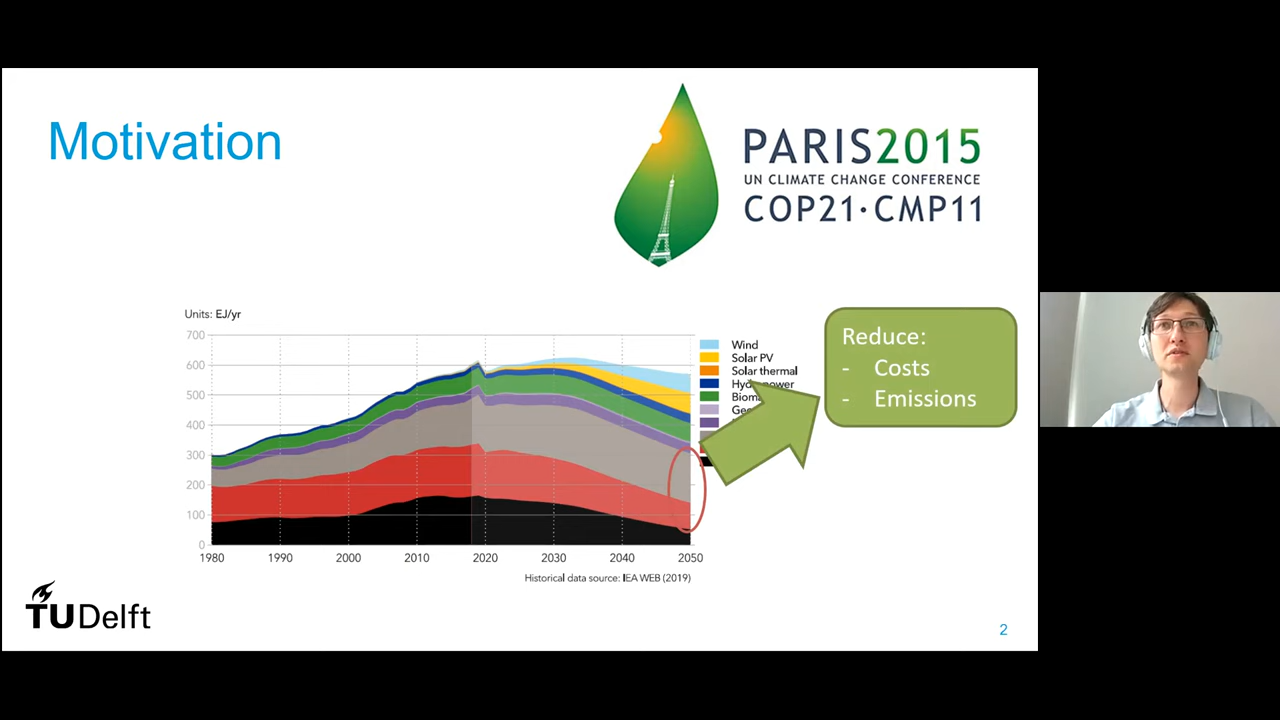 Motivation
PARIS2015
UN CLIMATE CHANGE CONFERENCE
COP21·CMP11
Units: EJ/yr
700
600
500
400
300
200
100
0
1980
1990
2000
2010
2020
2030
2040
2050
Historical data source: IEA WEB (2019)
Wind
Solar PV
Solar thermal
Reduce:
- Costs
- Emissions
TUDelft
2